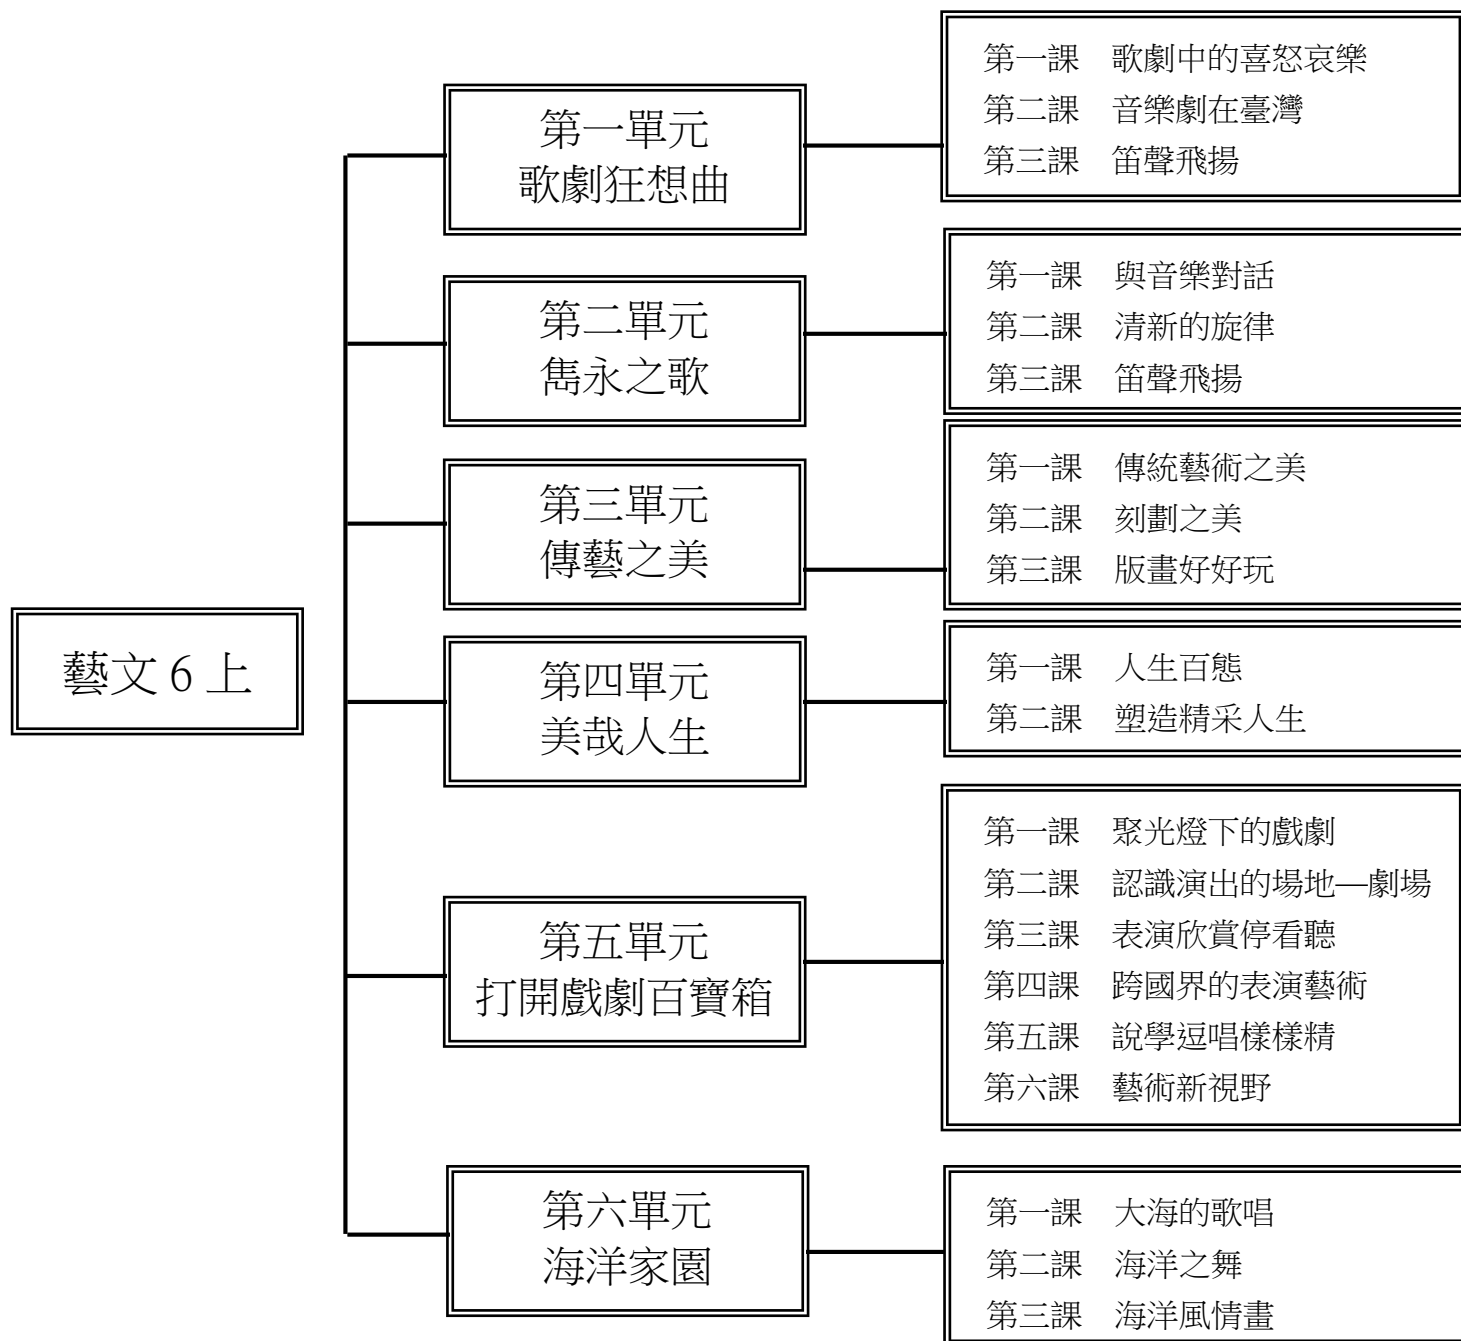 藝文6上
第一單元
歌劇狂想曲
第一課　歌劇中的喜怒哀樂
第二課　音樂劇在臺灣
第三課　笛聲飛揚
第二單元
雋永之歌
第一課　與音樂對話
第二課　清新的旋律
第三課　笛聲飛揚
第三單元
傳藝之美
第一課　傳統藝術之美
第二課　刻劃之美
第三課　版畫好好玩
第四單元
美哉人生
第一課　人生百態
第二課　塑造精采人生
第五單元
打開戲劇百寶箱
第一課　聚光燈下的戲劇
第二課　認識演出的場地—劇場
第三課　表演欣賞停看聽
第四課　跨國界的表演藝術
第五課　說學逗唱樣樣精
第六課　藝術新視野
第六單元
海洋家園
第一課　大海的歌唱
第二課　海洋之舞
第三課　海洋風情畫